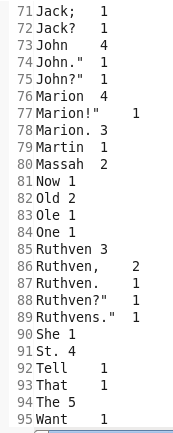 71 Jack;	1
72 Jack?	1
73 John	4
74 John."	1
75 John?"	1
76 Marion	4
77 Marion!"	1
78 Marion.	3
79 Martin	1
80 Massah	2
81 Now	1
82 Old	2
83 Ole	1
84 One	1
85 Ruthven	3
86 Ruthven,	2
87 Ruthven.	1
88 Ruthven?"	1
89 Ruthvens."	1
90 She	1
91 St.	4
92 Tell	1
93 That	1
94 The	5
95 Want	1